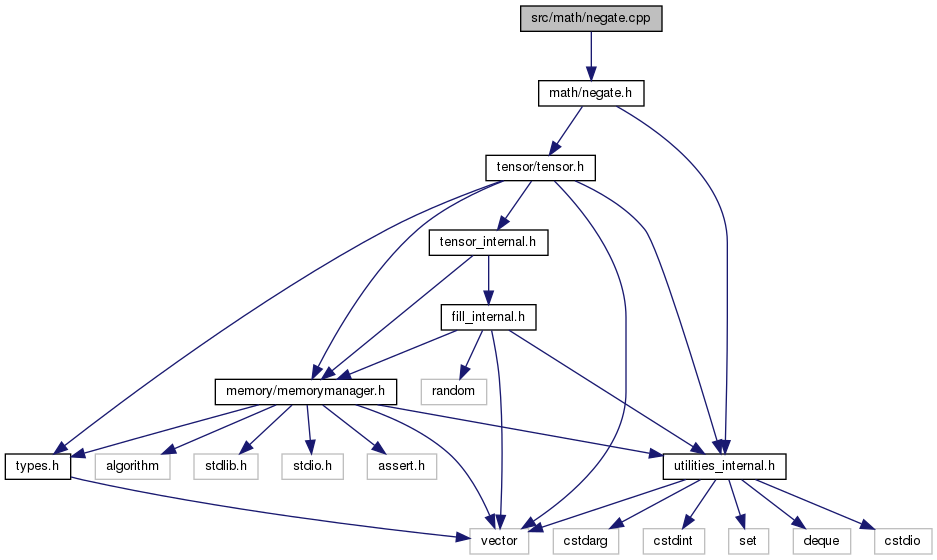 src/math/negate.cpp
math/negate.h
tensor/tensor.h
tensor_internal.h
fill_internal.h
memory/memorymanager.h
random
types.h
algorithm
stdlib.h
stdio.h
assert.h
utilities_internal.h
vector
cstdarg
cstdint
set
deque
cstdio